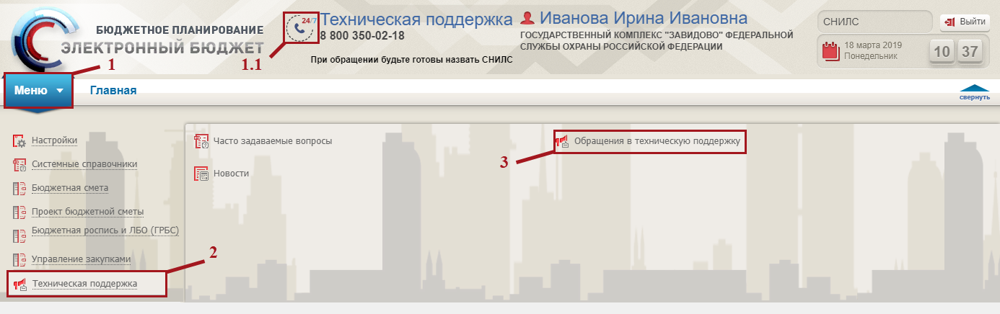 БЮДЖЕТНОЕ ПЛАНИРОВАНИЕ
ЭЛЕКТРОННЫЙ БЮДЖЕТ
24/7
Техническая поддержка
8 800 350-02-18
При обращении будьте готовы назвать СНИЛС
1.1
Иванова Ирина Ивановна
ГОСУДАРСТВЕННЫЙ КОМПЛЕКС "ЗАВИДОВО" ФЕДЕРАЛЬНОЙ
СЛУЖБЫ ОХРАНЫ РОССИЙСКОЙ ФЕДЕРАЦИИ
СНИЛС
Выйти
18 марта 2019
Понедельник
10 37
1
Меню
Главная
свернуть
Настройки
Системные справочники
Бюджетная смета
Проект бюджетной сметы
Бюджетная роспись и ЛБО (ГРБС)
Управление закупками
Техническая поддержка
2
Часто задаваемые вопросы
Новости
Обращения в техническую поддержку
3